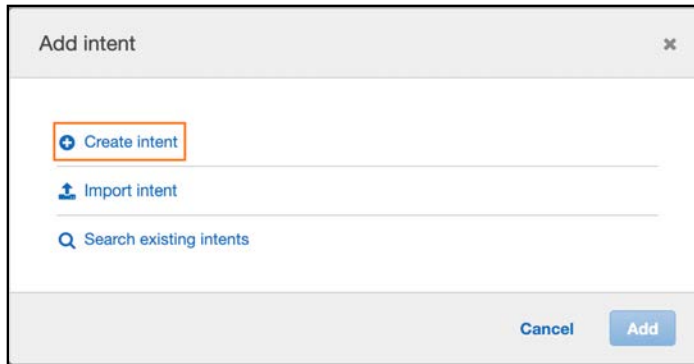 Add intent
Create intent
Import intent
Search existing intents
Cancel
Add